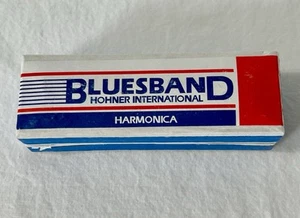 BLUESBAND
HOHNER INTERNATIONAL
HARMONICA